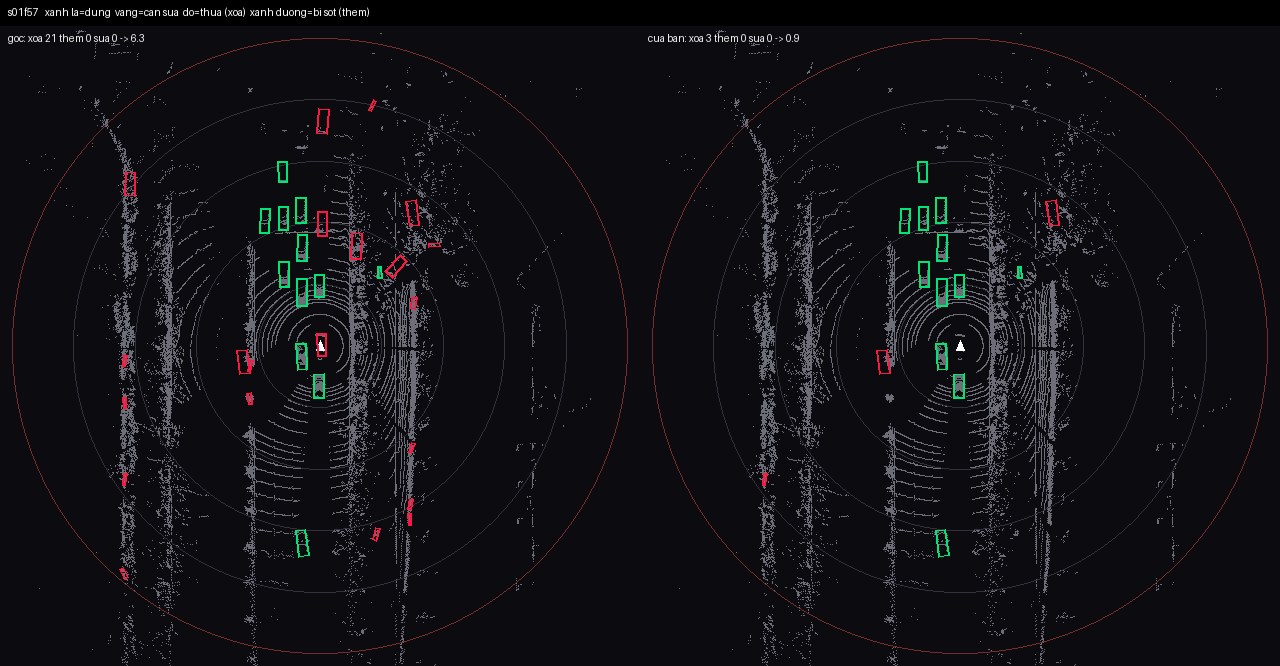 s01f57 xanh la=dung vang=can sua do=thua (xoa) xanh duong=bi sot (them)
goc: xoa 21 them 0 sua 0 -> 6.3
cua ban: xoa 3 them 0 sua 0 -> 0.9